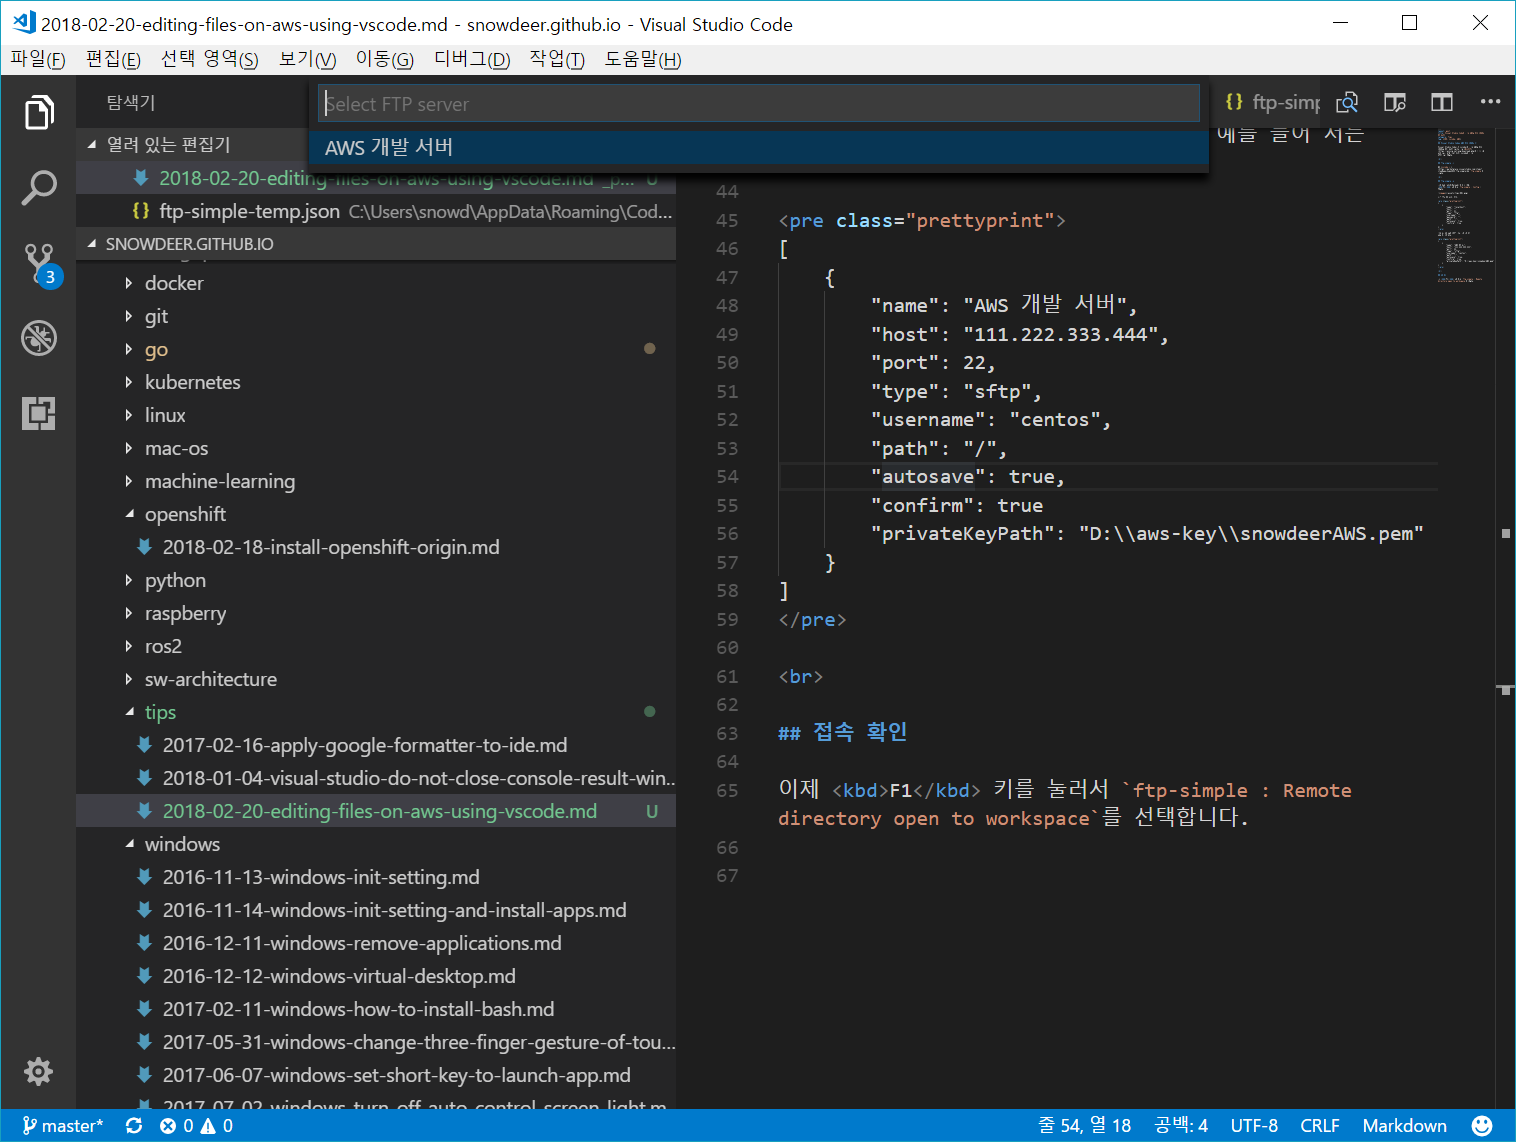 2018-02-20-editing-files-on-aws-using-vscode.md - snowdeer.github.io - Visual Studio Code
파일(F) 편집(E) 선택 영역(S) 보기(V) 이동(G) 디버그(D) 작업(T) 도움말(H)
탐색기
Select FTP server
{} ftp-simp
AWS 개발 서버
예를 들어 저는
열려 있는 편집기
2018-02-20-editing-files-on-aws-using-vscode.md _p... U
{} ftp-simple-temp.json C:\Users\snowd\AppData\Roaming\Cod...
SNOWDEER.GITHUB.IO
3
docker
git
go
kubernetes
linux
mac-os
machine-learning
openshift
2018-02-18-install-openshift-origin.md
python
raspberry
ros2
sw-architecture
tips
2017-02-16-apply-google-formatter-to-ide.md
2018-01-04-visual-studio-do-not-close-console-result-win..
2018-02-20-editing-files-on-aws-using-vscode.md U
windows
2016-11-13-windows-init-setting.md
2016-11-14-windows-init-setting-and-install-apps.md
2016-12-11-windows-remove-applications.md
2016-12-12-windows-virtual-desktop.md
2017-02-11-windows-how-to-install-bash.md
2017-05-31-windows-change-three-finger-gesture-of-tou...
2017-06-07-windows-set-short-key-to-launch-app.md
2017-07-02-windows-turn-off-auto-control-screen-light.m
44
45 <pre class="prettyprint">
46 [
47 {
48 "name": "AWS 개발 서버",
49 "host": "111.222.333.444",
50 "port": 22,
51 "type": "sftp",
52 "username": "centos",
53 "path": "/",
54 "autosave": true,
55 "confirm": true
56 "privateKeyPath": "D:\\aws-key\\snowdeerAWS.pem"
57 }
58 ]
59 </pre>
60
61 <br>
62
63 ## 접속 확인
64
65 이제 <kbd>F1</kbd> 키를 눌러서 `ftp-simple : Remote
directory open to workspace`를 선택합니다.
66
67
master* 0 0 줄 54, 열 18 공백: 4 UTF-8 CRLF Markdown